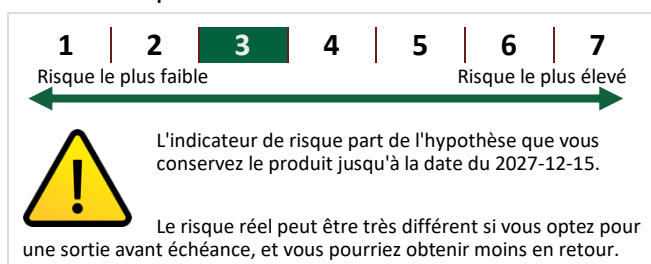 1 2 3 4 5 6 7
Risque le plus faible Risque le plus élevé
L'indicateur de risque part de l'hypothèse que vous
conservez le produit jusqu'à la date du 2027-12-15.
Le risque réel peut être très différent si vous optez pour
une sortie avant échéance, et vous pourriez obtenir moins en retour.